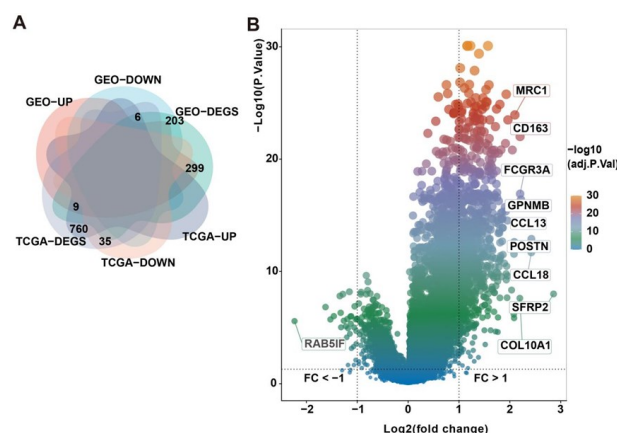 A
GEO-DOWN
GEO-UP
GEO-DEGS
6
203
299
9
760
35
TCGA-DEGS
TCGA-UP
TCGA-DOWN
B
−Log10(P.Value)
30
20
10
0
MRC1
CD163
FCGR3A
GPNMB
CCL13
POSTN
CCL18
SFRP2
COL10A1
RAB5IF
FC < −1
FC > 1
−2
−1
0
1
2
3
Log2(fold change)
−log10
(adj.P.Val)
30
20
10
0